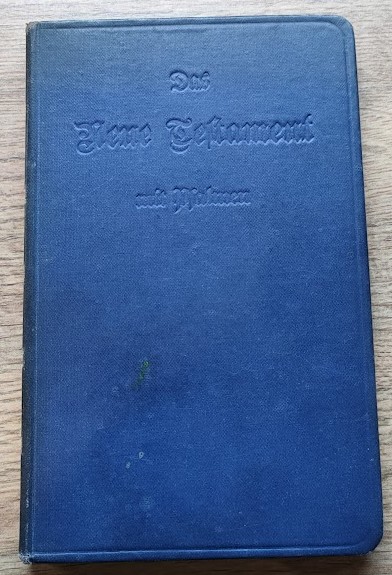 Das
Neue Testament
mit Psalmen